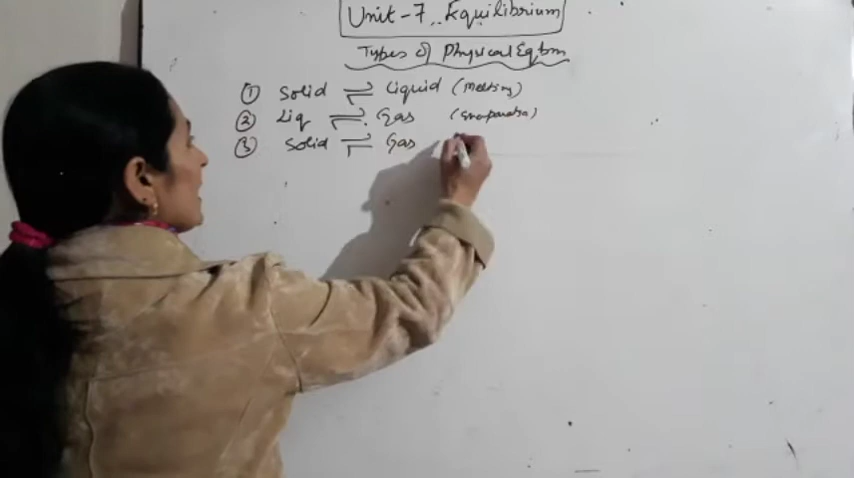 Unit-7 Equilibrium
Types of Physical Eqbm
① Solid ⇌ Liquid (melting)
② Liq ⇌ Gas (Evaporation)
③ Solid ⇌ Gas